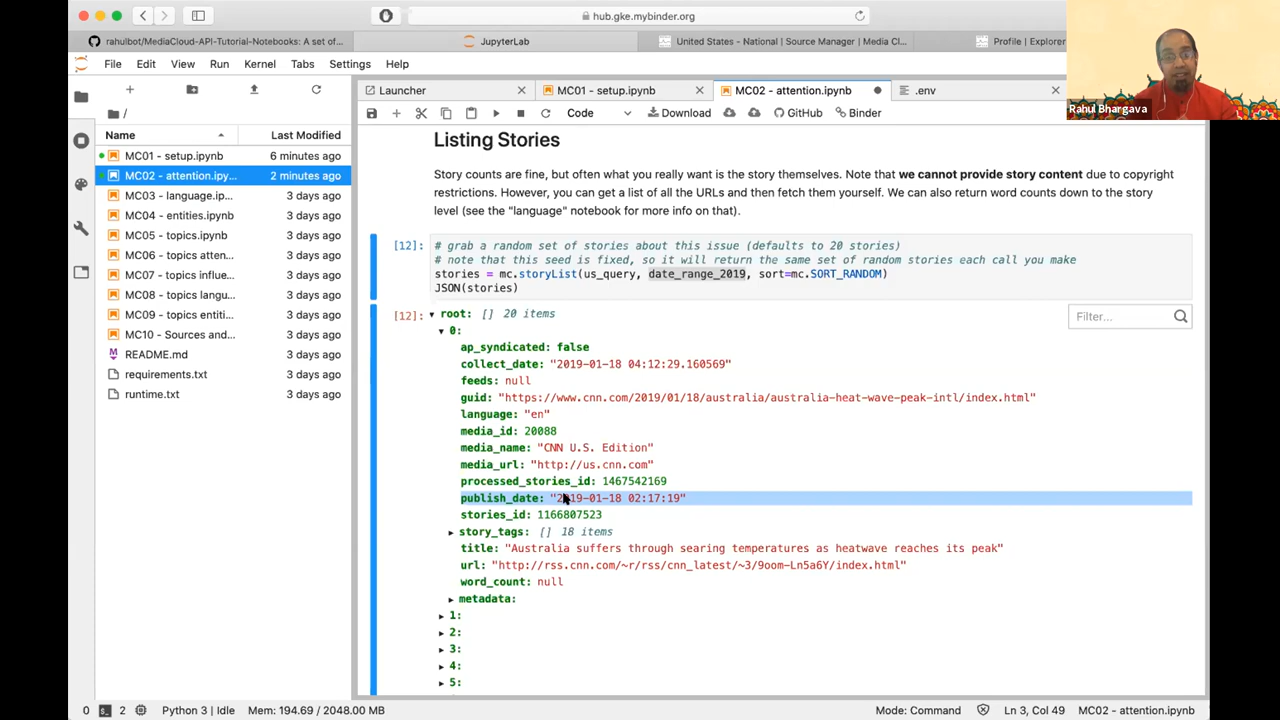 hub.gke.mybinder.org
rahulbot/MediaCloud-API-Tutorial-Notebooks: A set of...
JupyterLab
United States - National | Source Manager | Media Cl...
Profile | Explorer
Rahul Bhargava
File Edit View Run Kernel Tabs Settings Help
Launcher
MC01 - setup.ipynb
MC02 - attention.ipynb
.env
Code
Download
GitHub
Binder
/
Name
Last Modified
MC01 - setup.ipynb 6 minutes ago
MC02 - attention.ipy... 2 minutes ago
MC03 - language.ip... 3 days ago
MC04 - entities.ipynb 3 days ago
MC05 - topics.ipynb 3 days ago
MC06 - topics atten... 3 days ago
MC07 - topics influe... 3 days ago
MC08 - topics langu... 3 days ago
MC09 - topics entiti... 3 days ago
MC10 - Sources and... 3 days ago
README.md 3 days ago
requirements.txt 3 days ago
runtime.txt 3 days ago
Listing Stories
Story counts are fine, but often what you really want is the story themselves. Note that we cannot provide story content due to copyright
restrictions. However, you can get a list of all the URLs and then fetch them yourself. We can also return word counts down to the story
level (see the "language" notebook for more info on that).
[12]: # grab a random set of stories about this issue (defaults to 20 stories)
# note that this seed is fixed, so it will return the same set of random stories each call you make
stories = mc.storyList(us_query, date_range_2019, sort=mc.SORT_RANDOM)
JSON(stories)
[12]: ▼ root: [] 20 items
Filter...
▼ 0:
ap_syndicated: false
collect_date: "2019-01-18 04:12:29.160569"
feeds: null
guid: "https://www.cnn.com/2019/01/18/australia/australia-heat-wave-peak-intl/index.html"
language: "en"
media_id: 20088
media_name: "CNN U.S. Edition"
media_url: "http://us.cnn.com"
processed_stories_id: 1467542169
publish_date: "2019-01-18 02:17:19"
stories_id: 1166807523
► story_tags: [] 18 items
title: "Australia suffers through searing temperatures as heatwave reaches its peak"
url: "http://rss.cnn.com/~r/rss/cnn_latest/~3/9oom-Ln5a6Y/index.html"
word_count: null
► metadata:
► 1:
► 2:
► 3:
► 4:
► 5:
0 2 Python 3 | Idle Mem: 194.69 / 2048.00 MB Mode: Command Ln 3, Col 49 MC02 - attention.ipynb